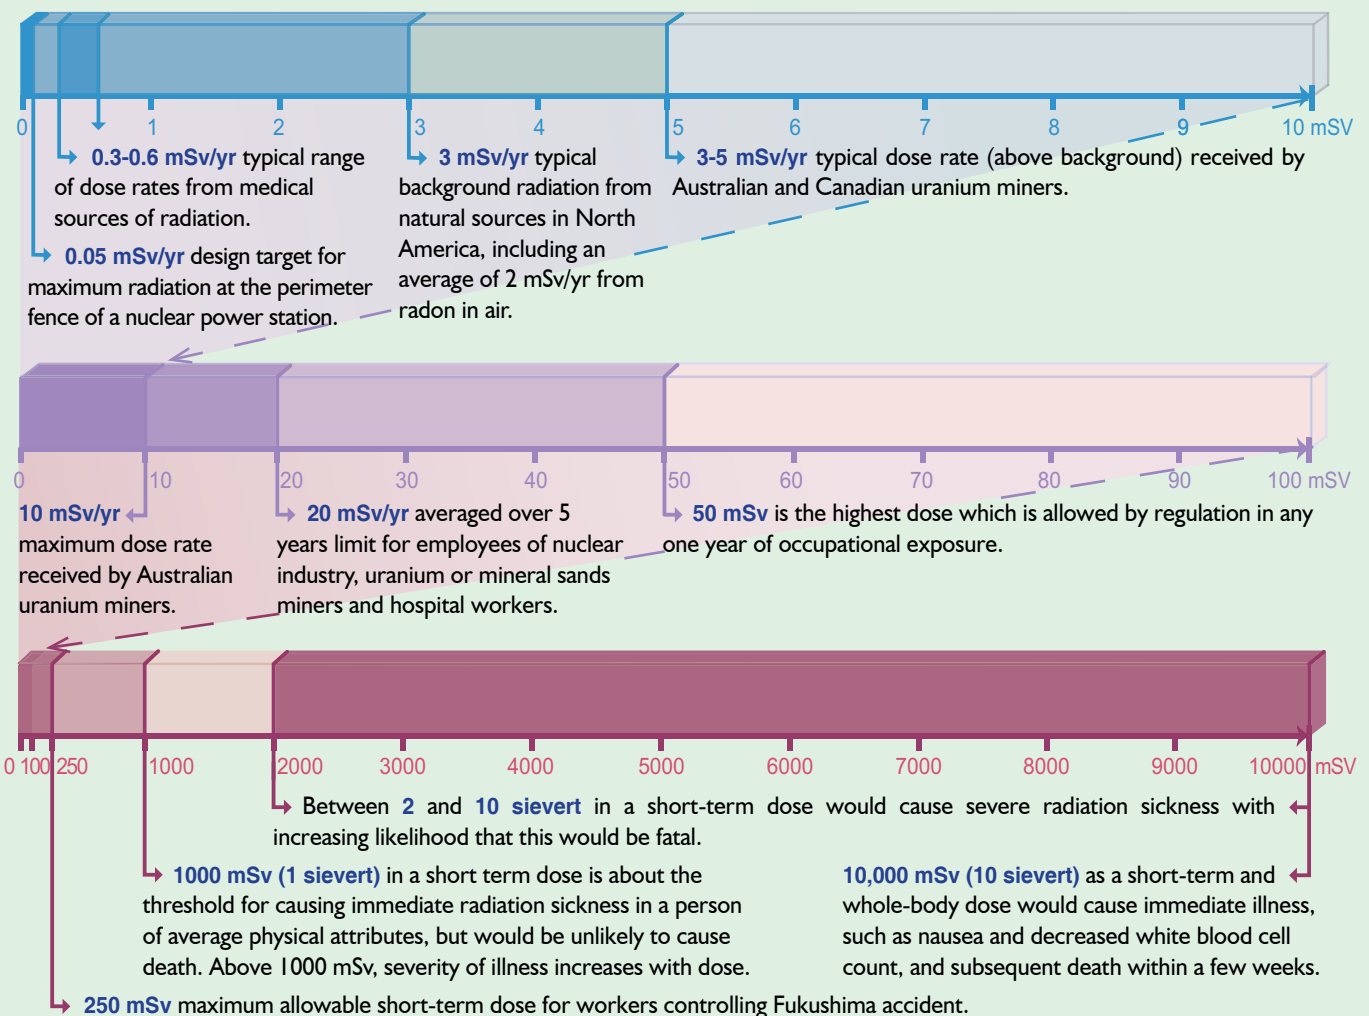 0 1 2 3 4 5 6 7 8 9 10 mSV
0.3-0.6 mSv/yr typical range
of dose rates from medical
sources of radiation.
0.05 mSv/yr design target for
maximum radiation at the perimeter
fence of a nuclear power station.
3 mSv/yr typical
background radiation from
natural sources in North
America, including an
average of 2 mSv/yr from
radon in air.
3-5 mSv/yr typical dose rate (above background) received by
Australian and Canadian uranium miners.
0 10 20 30 40 50 60 70 80 90 100 mSV
10 mSv/yr
maximum dose rate
received by Australian
uranium miners.
20 mSv/yr averaged over 5
years limit for employees of nuclear
industry, uranium or mineral sands
miners and hospital workers.
50 mSv is the highest dose which is allowed by regulation in any
one year of occupational exposure.
0 100 250 1000 2000 3000 4000 5000 6000 7000 8000 9000 10000 mSV
Between 2 and 10 sievert in a short-term dose would cause severe radiation sickness with
increasing likelihood that this would be fatal.
1000 mSv (1 sievert) in a short term dose is about the
threshold for causing immediate radiation sickness in a person
of average physical attributes, but would be unlikely to cause
death. Above 1000 mSv, severity of illness increases with dose.
10,000 mSv (10 sievert) as a short-term and
whole-body dose would cause immediate illness,
such as nausea and decreased white blood cell
count, and subsequent death within a few weeks.
250 mSv maximum allowable short-term dose for workers controlling Fukushima accident.